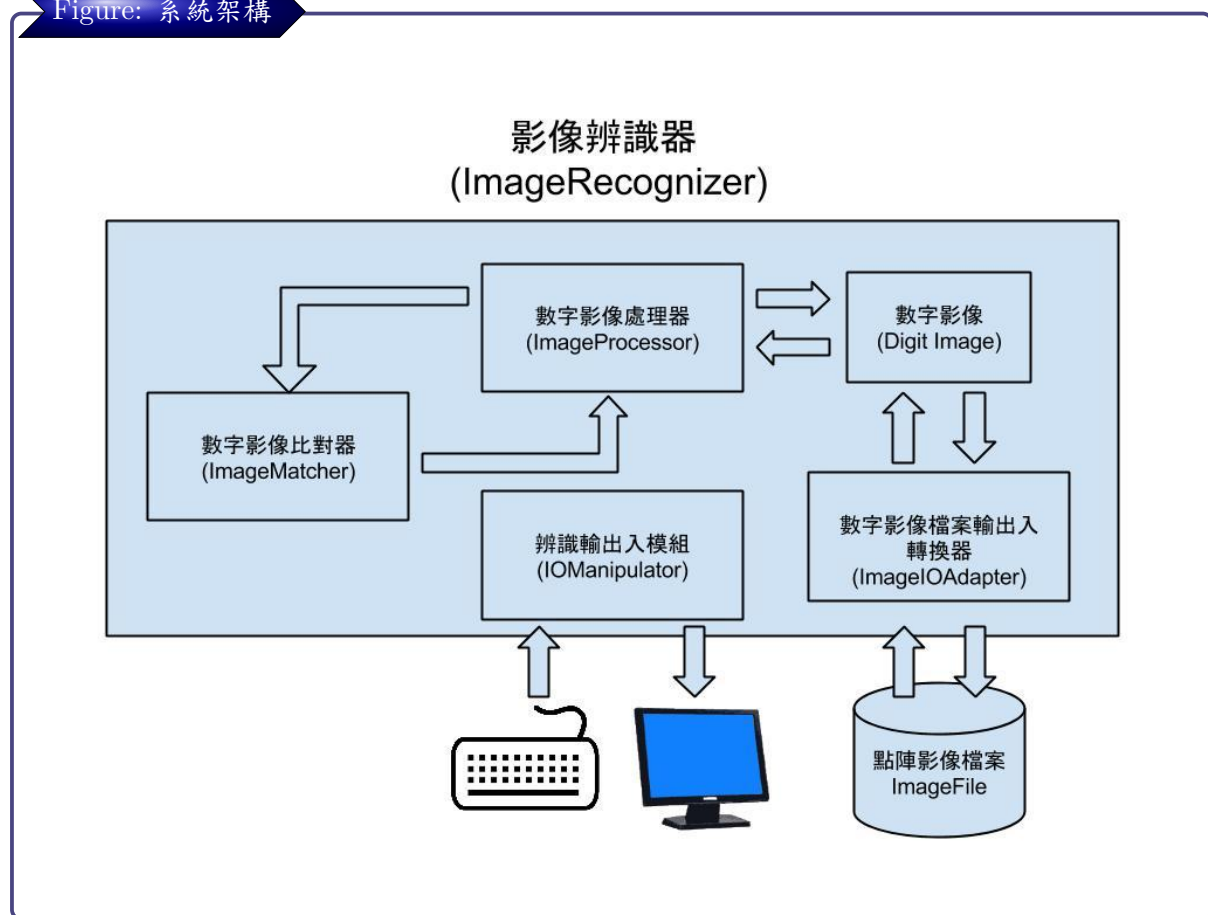 Figure: 系統架構
影像辨識器
(ImageRecognizer)
數字影像處理器
(ImageProcessor)
數字影像
(Digit Image)
數字影像比對器
(ImageMatcher)
辨識輸出入模組
(IOManipulator)
數字影像檔案輸出入
轉換器
(ImageIOAdapter)
點陣影像檔案
ImageFile